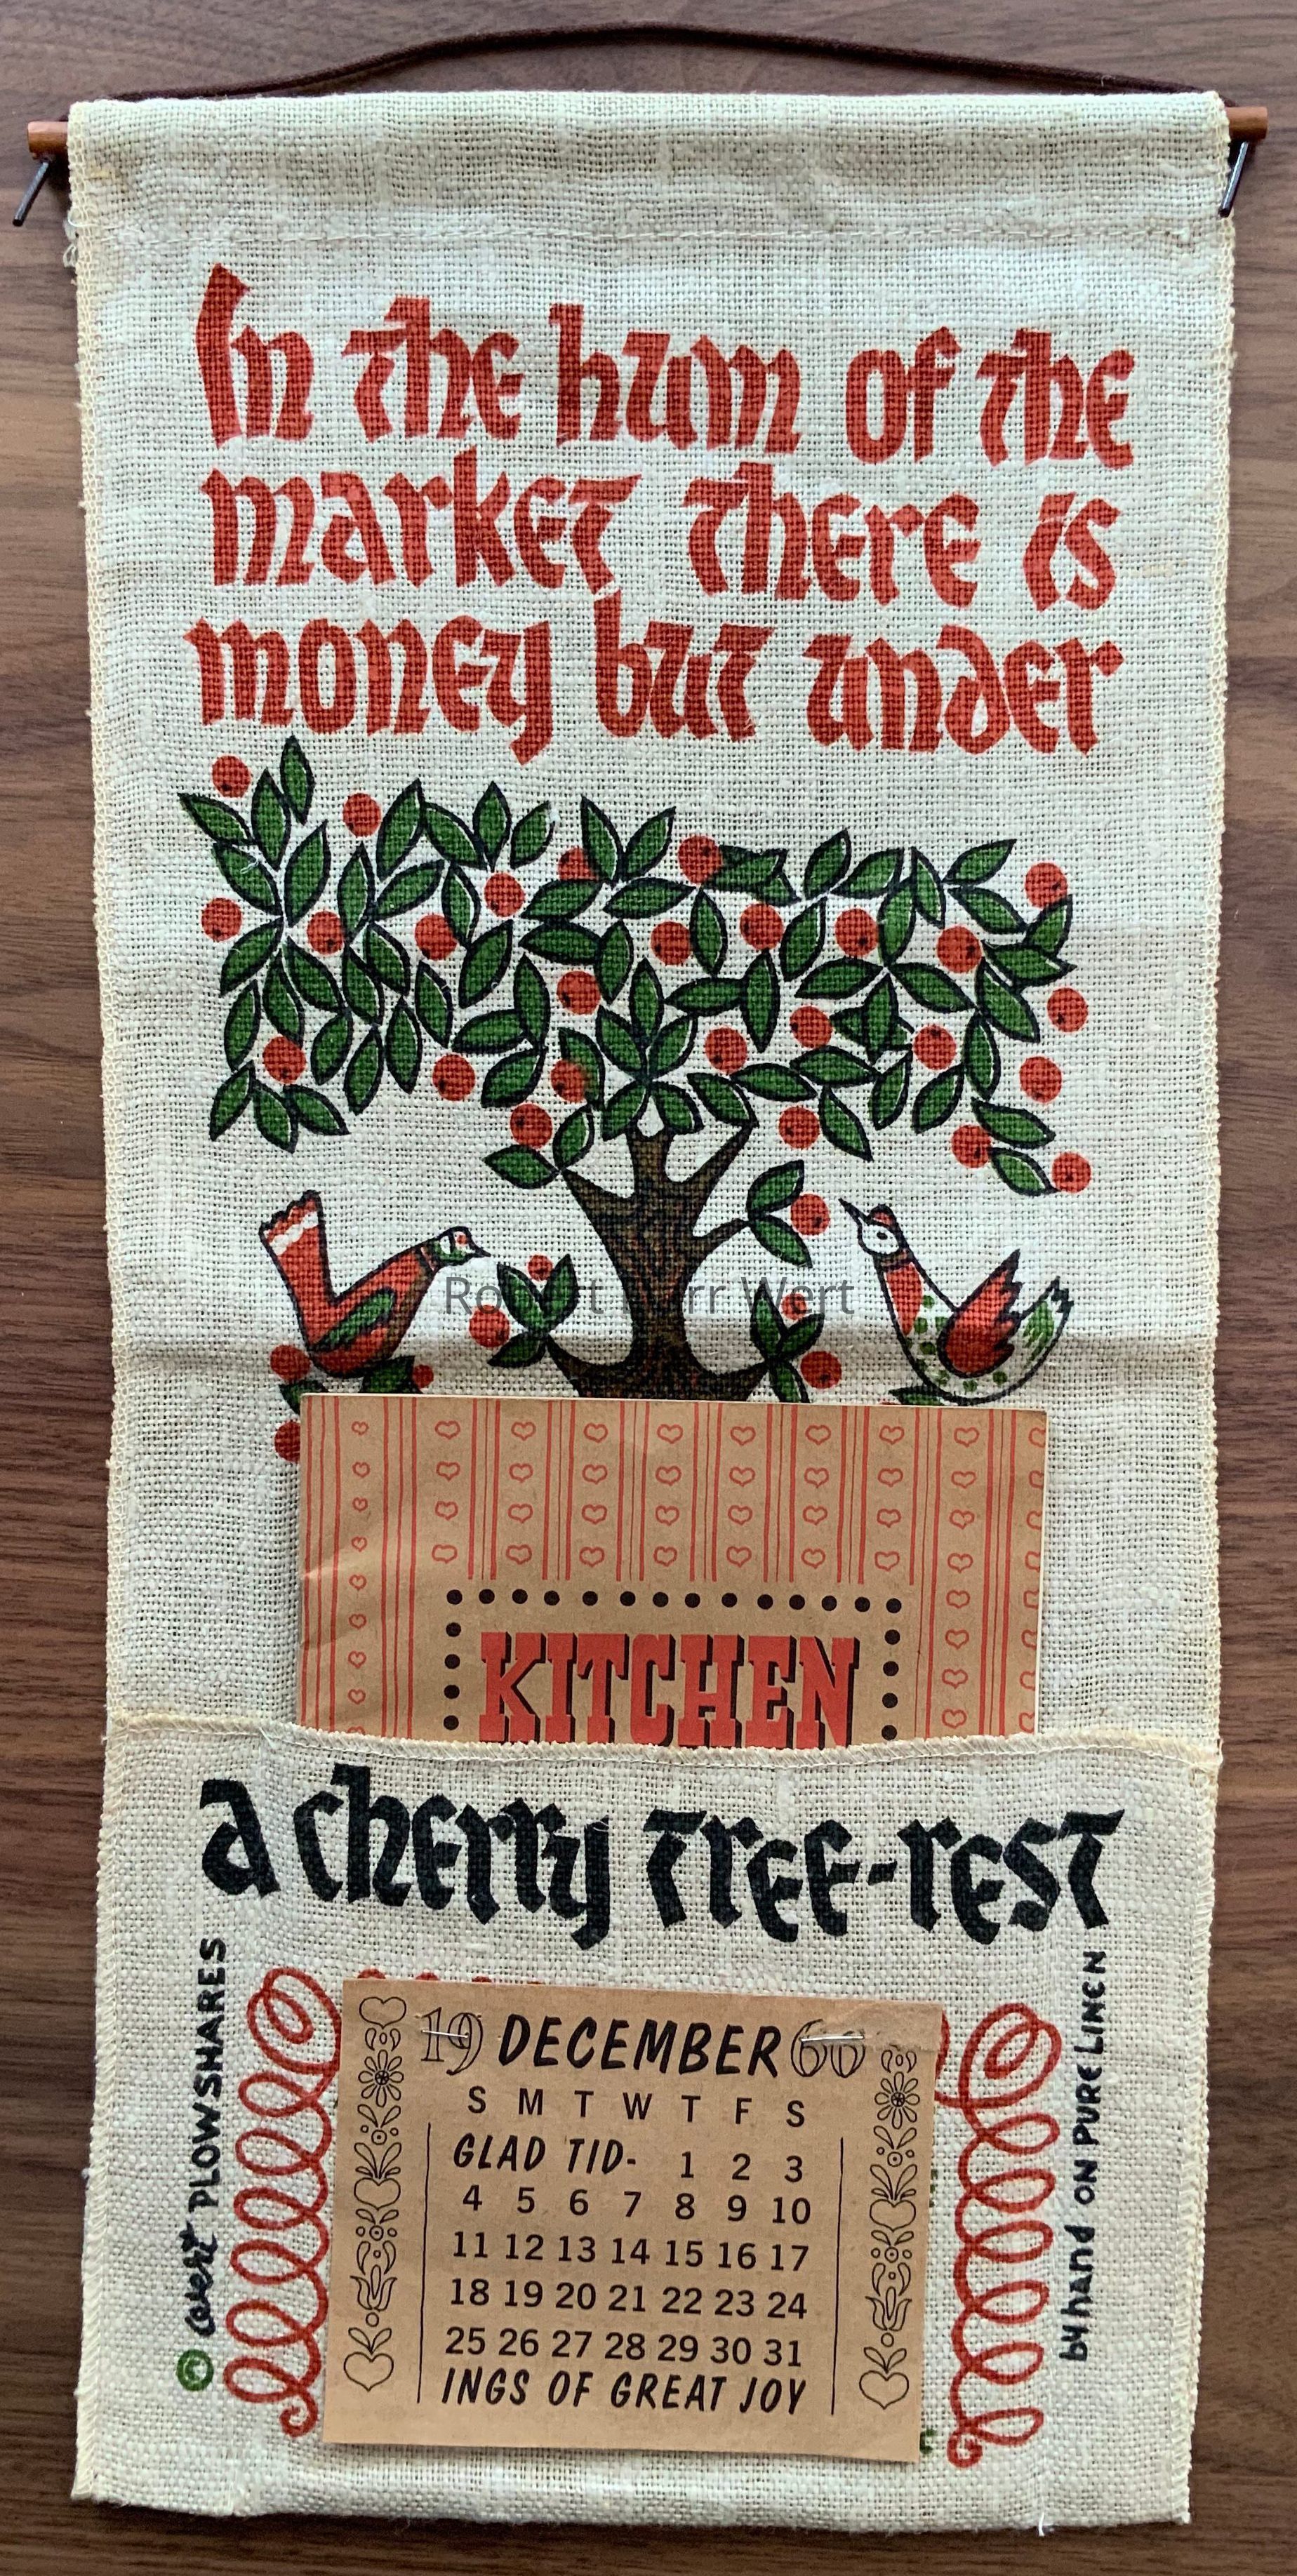 In the hum of the
market there is
money but under
KITCHEN
a cherry tree-rest
© avert PLOWSHARES
by hand ON PURE LINEN
19 DECEMBER 66
S M T W T F S
GLAD TID- 1 2 3
4 5 6 7 8 9 10
11 12 13 14 15 16 17
18 19 20 21 22 23 24
25 26 27 28 29 30 31
INGS OF GREAT JOY